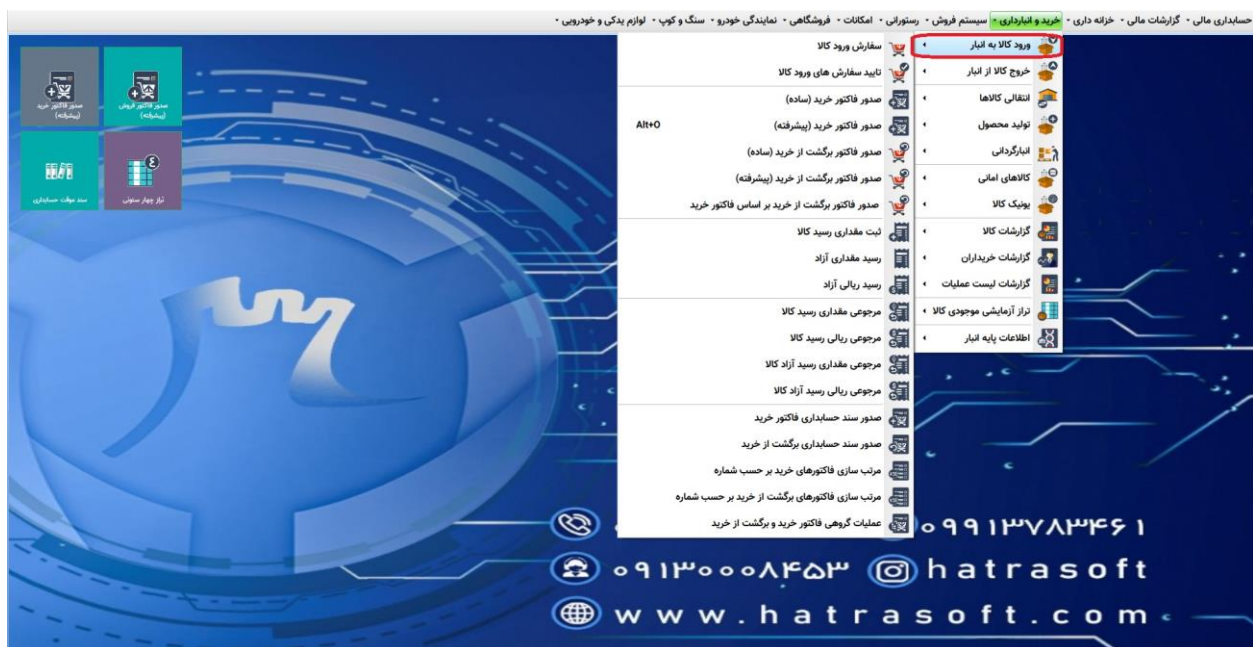 حسابداری مالی - گزارشات مالی - خزانه داری - خرید و انبارداری - سیستم فروش - رستورانی - امکانات - فروشگاهی - نمایندگی خودرو - سنگ و کوپ - لوازم یدکی و خودرویی -
ورود کالا به انبار
خروج کالا از انبار
انتقالی کالاها
تولید محصول
انبارگردانی
کالاهای امانی
یونیک کالا
گزارشات کالا
گزارشات خریداران
گزارشات لیست عملیات
تراز آزمایشی موجودی کالا
اطلاعات پایه انبار
سفارش ورود کالا
تایید سفارش های ورود کالا
صدور فاکتور خرید (ساده)
صدور فاکتور خرید (پیشرفته) Alt+O
صدور فاکتور برگشت از خرید (ساده)
صدور فاکتور برگشت از خرید (پیشرفته)
صدور فاکتور برگشت از خرید بر اساس فاکتور خرید
ثبت مقداری رسید کالا
رسید مقداری آزاد
رسید ریالی آزاد
مرجوعی مقداری رسید کالا
مرجوعی ریالی رسید کالا
مرجوعی مقداری رسید آزاد کالا
مرجوعی ریالی رسید آزاد کالا
صدور سند حسابداری فاکتور خرید
صدور سند حسابداری برگشت از خرید
مرتب سازی فاکتورهای خرید بر حسب شماره
مرتب سازی فاکتورهای برگشت از خرید بر حسب شماره
عملیات گروهی فاکتور خرید و برگشت از خرید
صدور فاکتور فروش
(پیشرفته)
صدور فاکتور خرید
(پیشرفته)
تراز چهار ستونی
سند موقت حسابداری
۰۹۹۱۳۷۸۳۴۶۱
۰۹۱۳۰۰۰۸۴۵۳ hatrasoft
www.hatrasoft.com